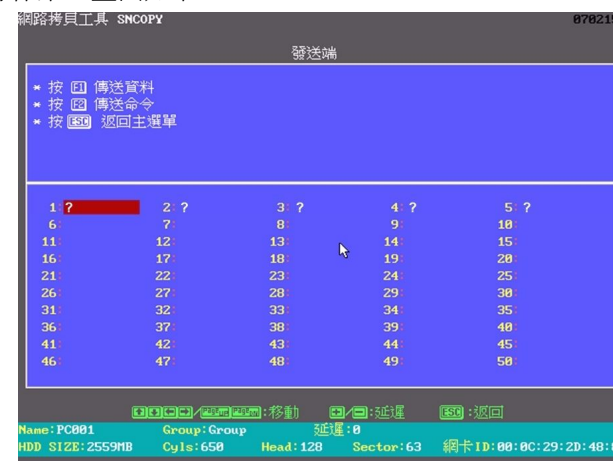 網路拷貝工具 SNCOPY
發送端
* 按 F1 傳送資料
* 按 F2 傳送命令
* 按 ESC 返回主選單
1:? 2:? 3:? 4:? 5:?
6: 7: 8: 9: 10:
11: 12: 13: 14: 15:
16: 17: 18: 19: 20:
21: 22: 23: 24: 25:
26: 27: 28: 29: 30:
31: 32: 33: 34: 35:
36: 37: 38: 39: 40:
41: 42: 43: 44: 45:
46: 47: 48: 49: 50:
:移動 :延遲 ESC :返回
Name:PC001 Group:Group 延遲:0
HDD SIZE:2559MB Cyls:650 Head:128 Sector:63 網卡ID:00:0C:29:2D:48: